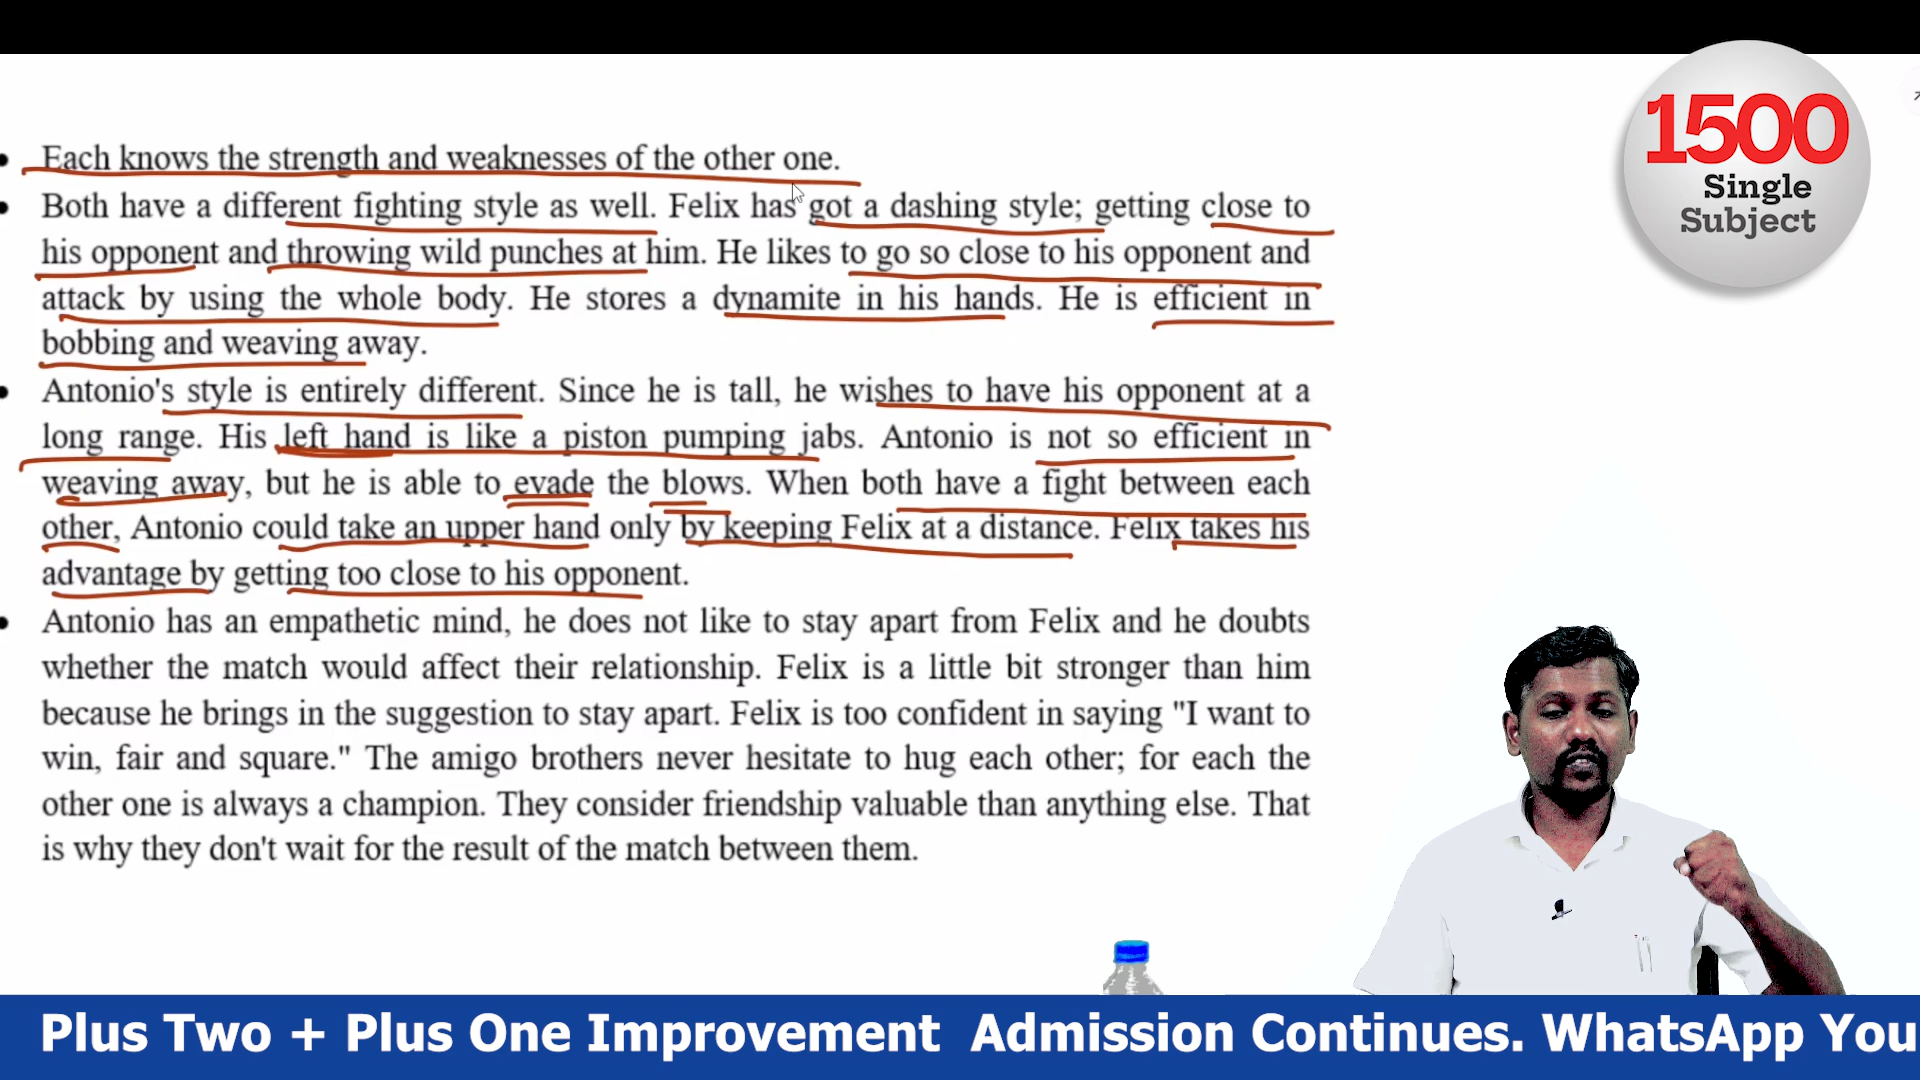 1500
Single
Subject
• Each knows the strength and weaknesses of the other one.
• Both have a different fighting style as well. Felix has got a dashing style; getting close to
his opponent and throwing wild punches at him. He likes to go so close to his opponent and
attack by using the whole body. He stores a dynamite in his hands. He is efficient in
bobbing and weaving away.
• Antonio's style is entirely different. Since he is tall, he wishes to have his opponent at a
long range. His left hand is like a piston pumping jabs. Antonio is not so efficient in
weaving away, but he is able to evade the blows. When both have a fight between each
other, Antonio could take an upper hand only by keeping Felix at a distance. Felix takes his
advantage by getting too close to his opponent.
• Antonio has an empathetic mind, he does not like to stay apart from Felix and he doubts
whether the match would affect their relationship. Felix is a little bit stronger than him
because he brings in the suggestion to stay apart. Felix is too confident in saying "I want to
win, fair and square." The amigo brothers never hesitate to hug each other; for each the
other one is always a champion. They consider friendship valuable than anything else. That
is why they don't wait for the result of the match between them.
Plus Two + Plus One Improvement Admission Continues. WhatsApp You